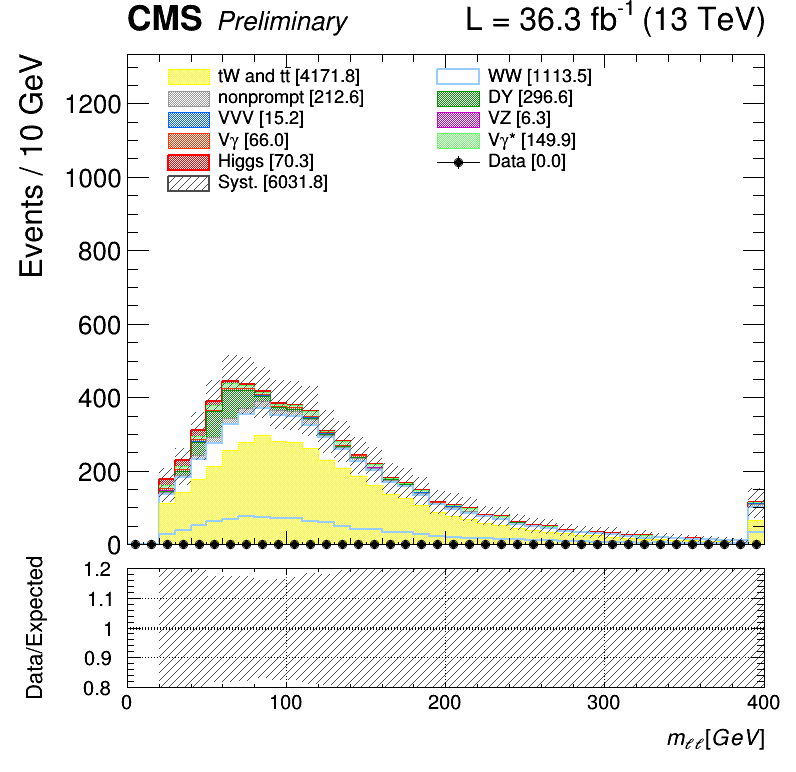 CMS Preliminary L = 36.3 fb⁻¹ (13 TeV)
Events / 10 GeV
tW and tt̄ [4171.8] WW [1113.5]
nonprompt [212.6] DY [296.6]
VVV [15.2] VZ [6.3]
Vγ [66.0] Vγ* [149.9]
Higgs [70.3] Data [0.0]
Syst. [6031.8]
1200
1000
800
600
400
200
0
Data/Expected
1.2
1.1
1
0.9
0.8
0 100 200 300 400
mℓℓ[GeV]